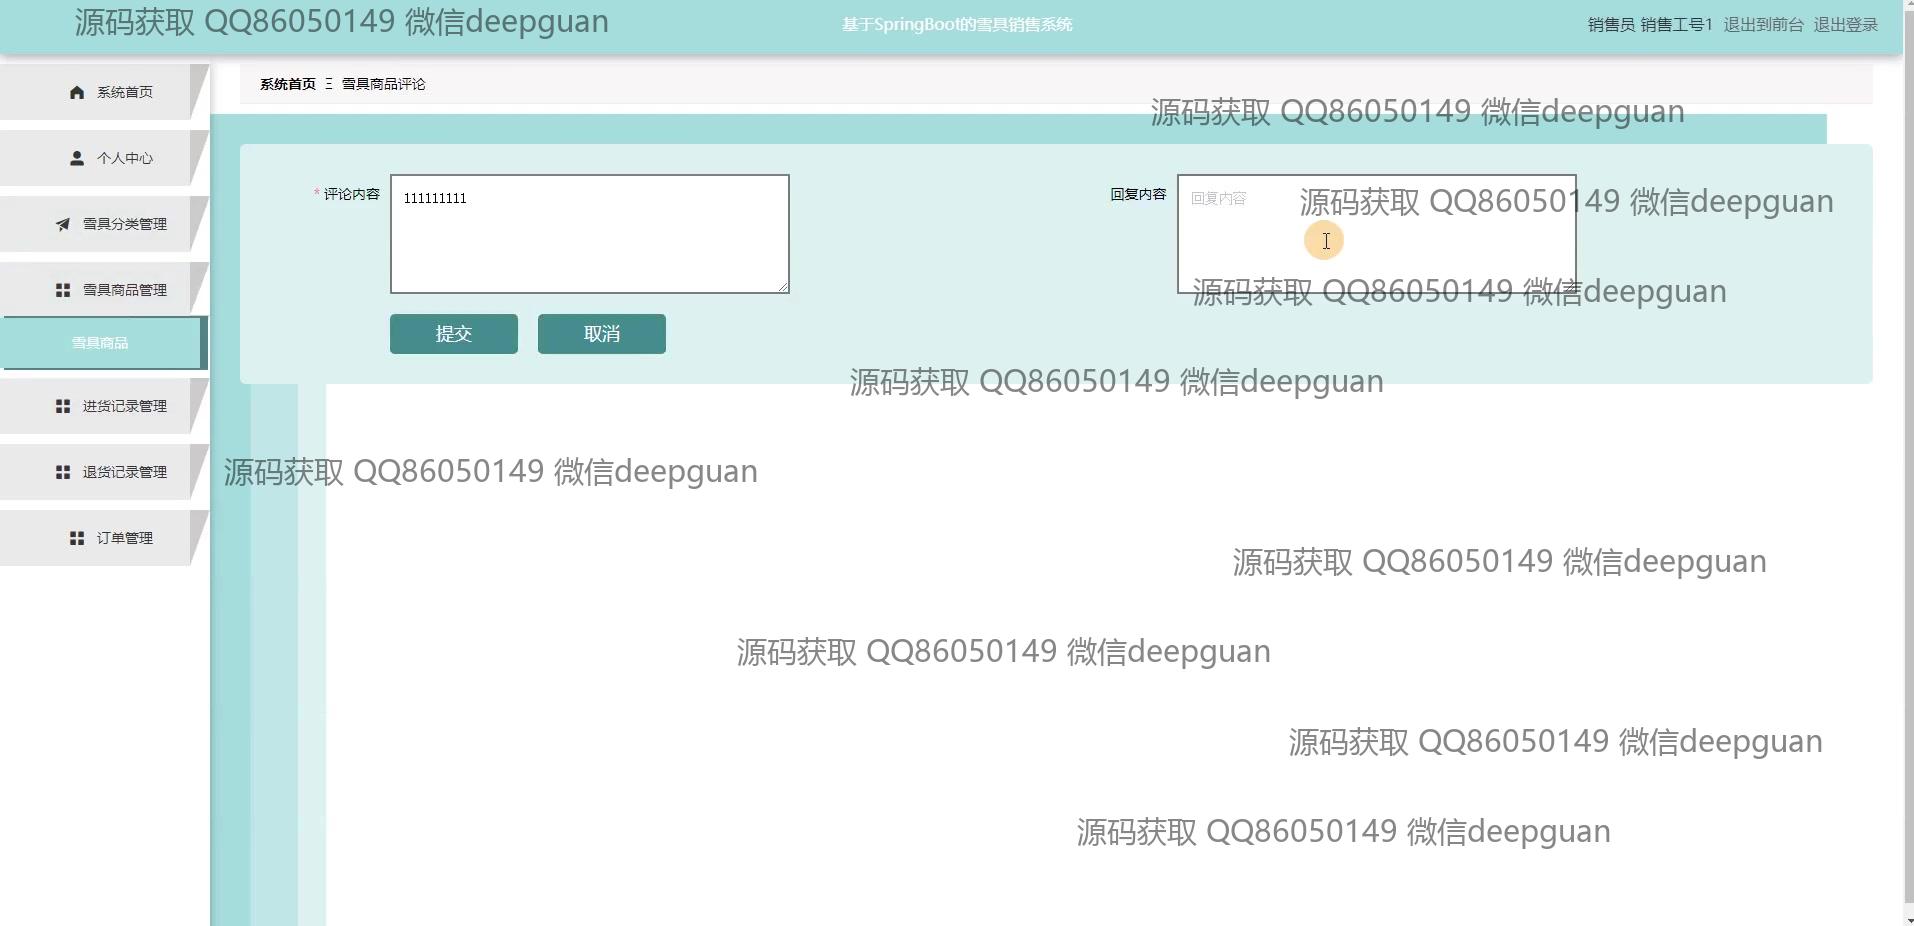 源码获取 QQ86050149 微信deepguan
基于SpringBoot的雪具销售系统
销售员 销售工号1 退出到前台 退出登录
系统首页
系统首页 Ξ 雪具商品评论
源码获取 QQ86050149 微信deepguan
个人中心
* 评论内容
111111111
回复内容
回复内容
源码获取 QQ86050149 微信deepguan
雪具分类管理
雪具商品管理
源码获取 QQ86050149 微信deepguan
提交
取消
雪具商品
源码获取 QQ86050149 微信deepguan
进货记录管理
退货记录管理
源码获取 QQ86050149 微信deepguan
订单管理
源码获取 QQ86050149 微信deepguan
源码获取 QQ86050149 微信deepguan
源码获取 QQ86050149 微信deepguan
源码获取 QQ86050149 微信deepguan